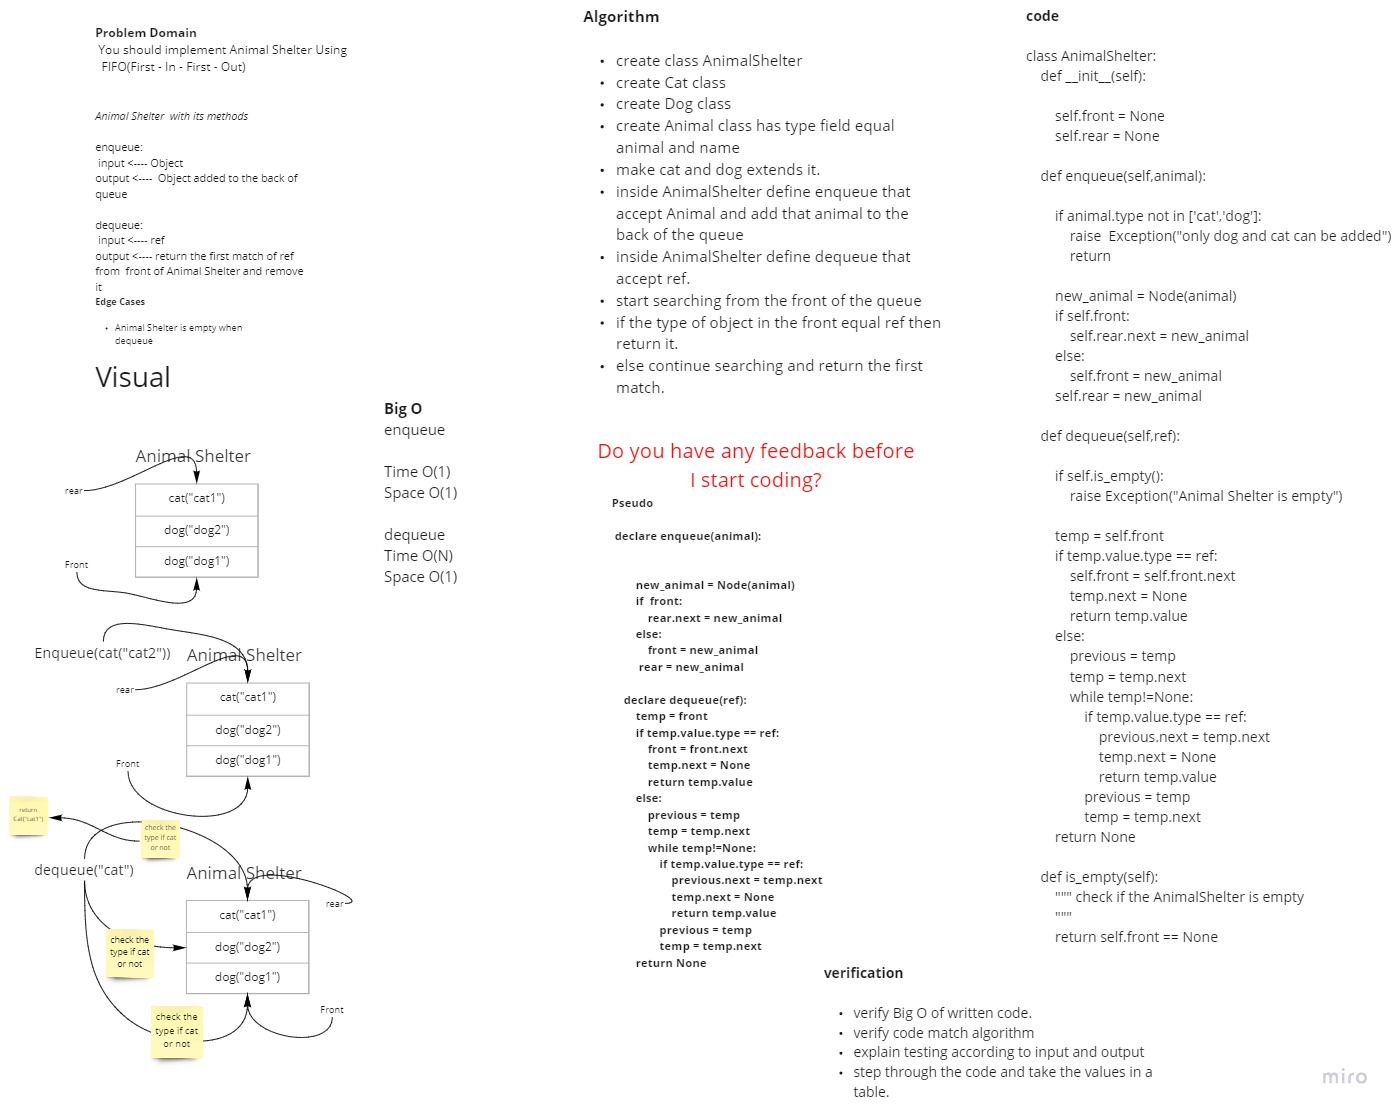 Problem Domain
You should implement Animal Shelter Using
FIFO(First - In - First - Out)
Animal Shelter  with its methods
enqueue:
input <---- Object
output <----  Object added to the back of
queue
dequeue:
input <---- ref
output <---- return the first match of ref
from  front of Animal Shelter and remove
it
Edge Cases
• Animal Shelter is empty when
dequeue
Visual
Animal Shelter
rear
cat("cat1")
dog("dog2")
dog("dog1")
Front
Enqueue(cat("cat2"))
Animal Shelter
rear
cat("cat1")
dog("dog2")
dog("dog1")
Front
return
Cat("cat1")
check the
type if cat
or not
dequeue("cat")
Animal Shelter
rear
cat("cat1")
dog("dog2")
dog("dog1")
check the
type if cat
or not
Front
check the
type if cat
or not
Big O
enqueue
Time O(1)
Space O(1)
dequeue
Time O(N)
Space O(1)
Algorithm
• create class AnimalShelter
• create Cat class
• create Dog class
• create Animal class has type field equal
animal and name
• make cat and dog extends it.
• inside AnimalShelter define enqueue that
accept Animal and add that animal to the
back of the queue
• inside AnimalShelter define dequeue that
accept ref.
• start searching from the front of the queue
• if the type of object in the front equal ref then
return it.
• else continue searching and return the first
match.
Do you have any feedback before
I start coding?
Pseudo
declare enqueue(animal):
new_animal = Node(animal)
if  front:
rear.next = new_animal
else:
front = new_animal
rear = new_animal
declare dequeue(ref):
temp = front
if temp.value.type == ref:
front = front.next
temp.next = None
return temp.value
else:
previous = temp
temp = temp.next
while temp!=None:
if temp.value.type == ref:
previous.next = temp.next
temp.next = None
return temp.value
previous = temp
temp = temp.next
return None
code
class AnimalShelter:
def __init__(self):
self.front = None
self.rear = None
def enqueue(self,animal):
if animal.type not in ['cat','dog']:
raise  Exception("only dog and cat can be added")
return
new_animal = Node(animal)
if self.front:
self.rear.next = new_animal
else:
self.front = new_animal
self.rear = new_animal
def dequeue(self,ref):
if self.is_empty():
raise Exception("Animal Shelter is empty")
temp = self.front
if temp.value.type == ref:
self.front = self.front.next
temp.next = None
return temp.value
else:
previous = temp
temp = temp.next
while temp!=None:
if temp.value.type == ref:
previous.next = temp.next
temp.next = None
return temp.value
previous = temp
temp = temp.next
return None
def is_empty(self):
""" check if the AnimalShelter is empty
"""
return self.front == None
verification
• verify Big O of written code.
• verify code match algorithm
• explain testing according to input and output
• step through the code and take the values in a
table.
miro